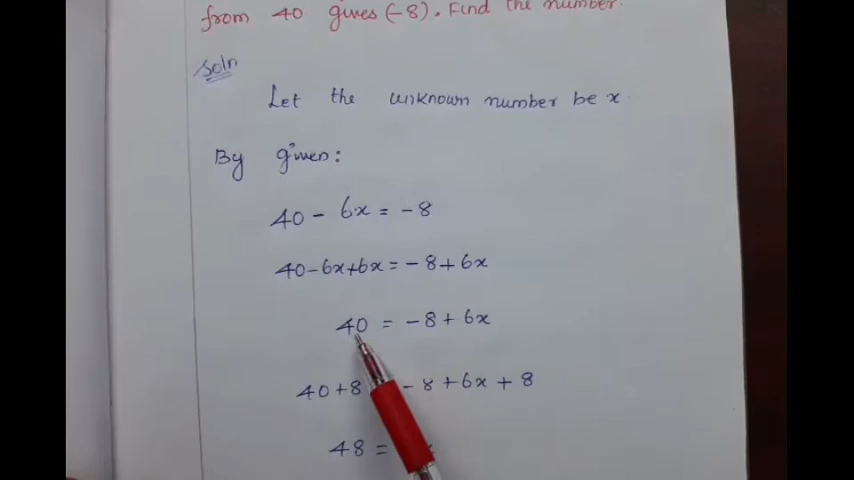 from 40 gives (-8). Find the number.
Soln
Let the unknown number be x
By given:
40 - 6x = -8
40-6x+6x = -8+6x
40 = -8+6x
40+8 -8+6x+8
48 =